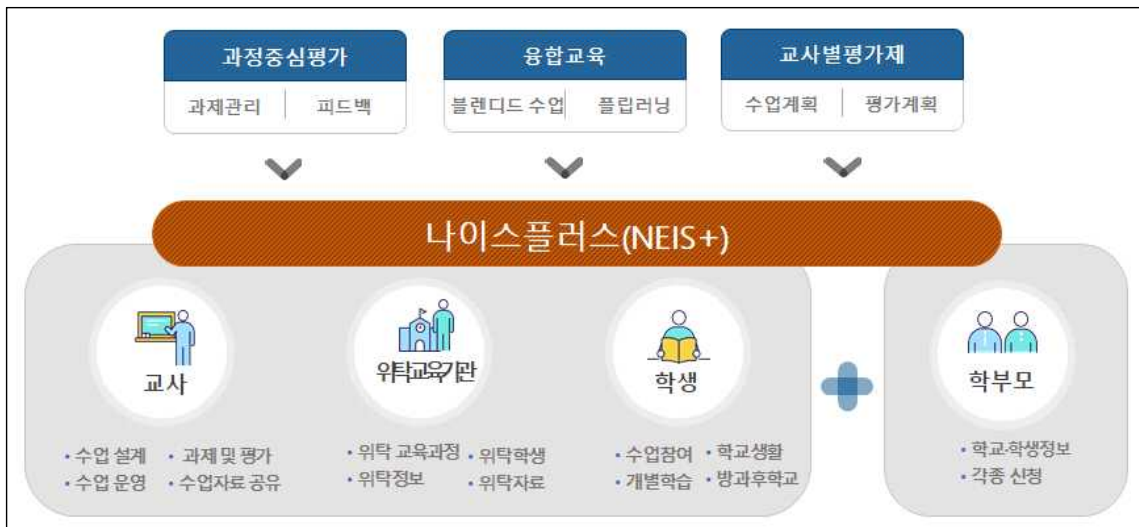 과정중심평가
과제관리 피드백
융합교육
블렌디드 수업 플립러닝
교사별평가제
수업계획 평가계획
나이스플러스(NEIS+)
교사
• 수업 설계 • 과제 및 평가
• 수업 운영 • 수업자료 공유
위탁교육기관
• 위탁 교육과정 • 위탁학생
• 위탁정보 • 위탁자료
학생
• 수업참여 • 학교생활
• 개별학습 • 방과후학교
학부모
• 학교·학생정보
• 각종 신청